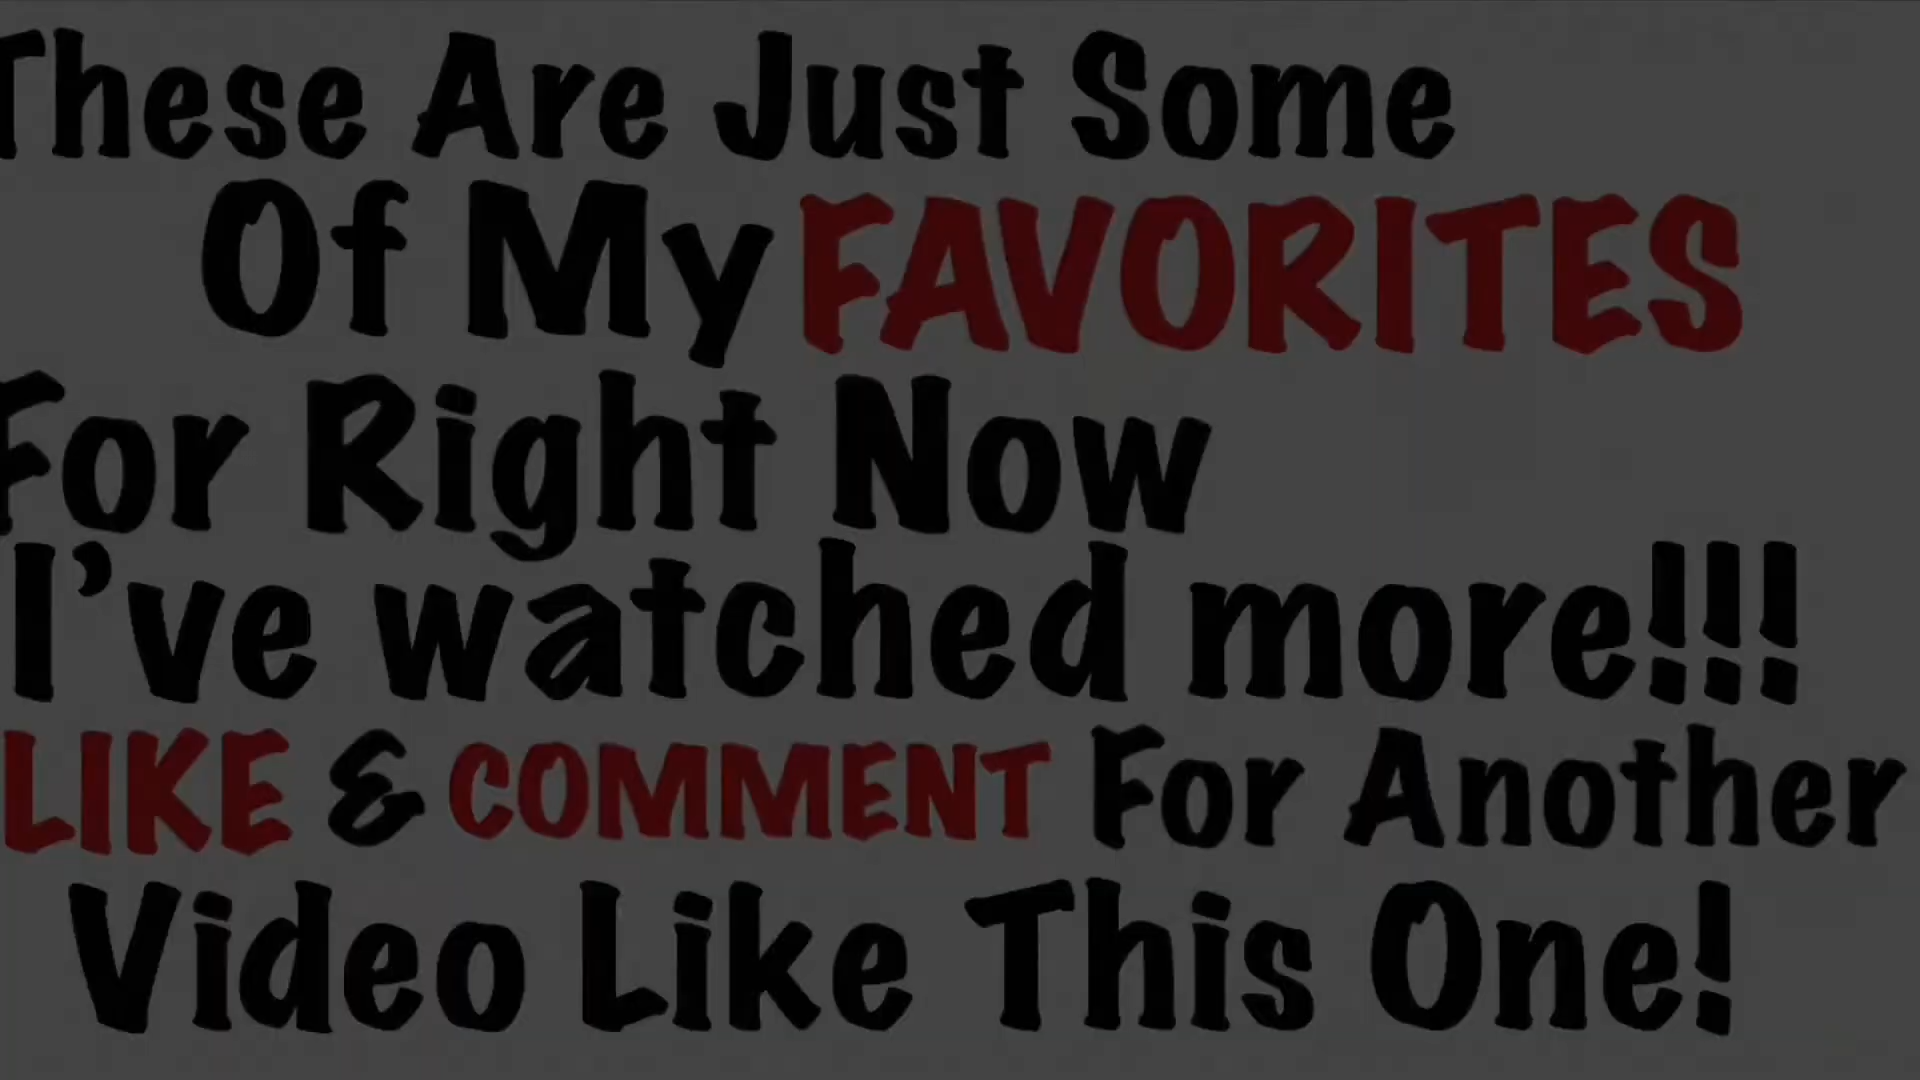 These Are Just Some
Of My FAVORITES
For Right Now
I've watched more!!!
LIKE & COMMENT For Another
Video Like This One!